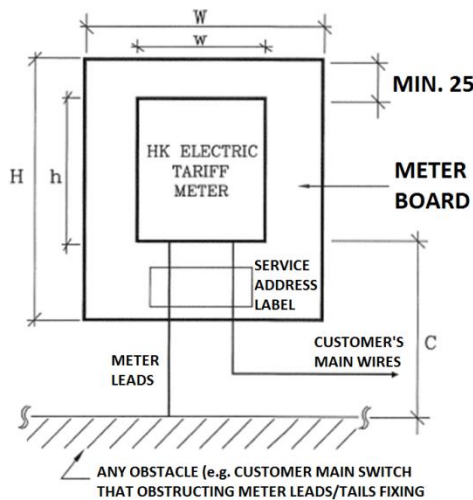 W
w
MIN. 25
H
h
HK ELECTRIC
TARIFF
METER
METER
BOARD
SERVICE
ADDRESS
LABEL
CUSTOMER'S
MAIN WIRES
C
METER
LEADS
ANY OBSTACLE (e.g. CUSTOMER MAIN SWITCH
THAT OBSTRUCTING METER LEADS/TAILS FIXING